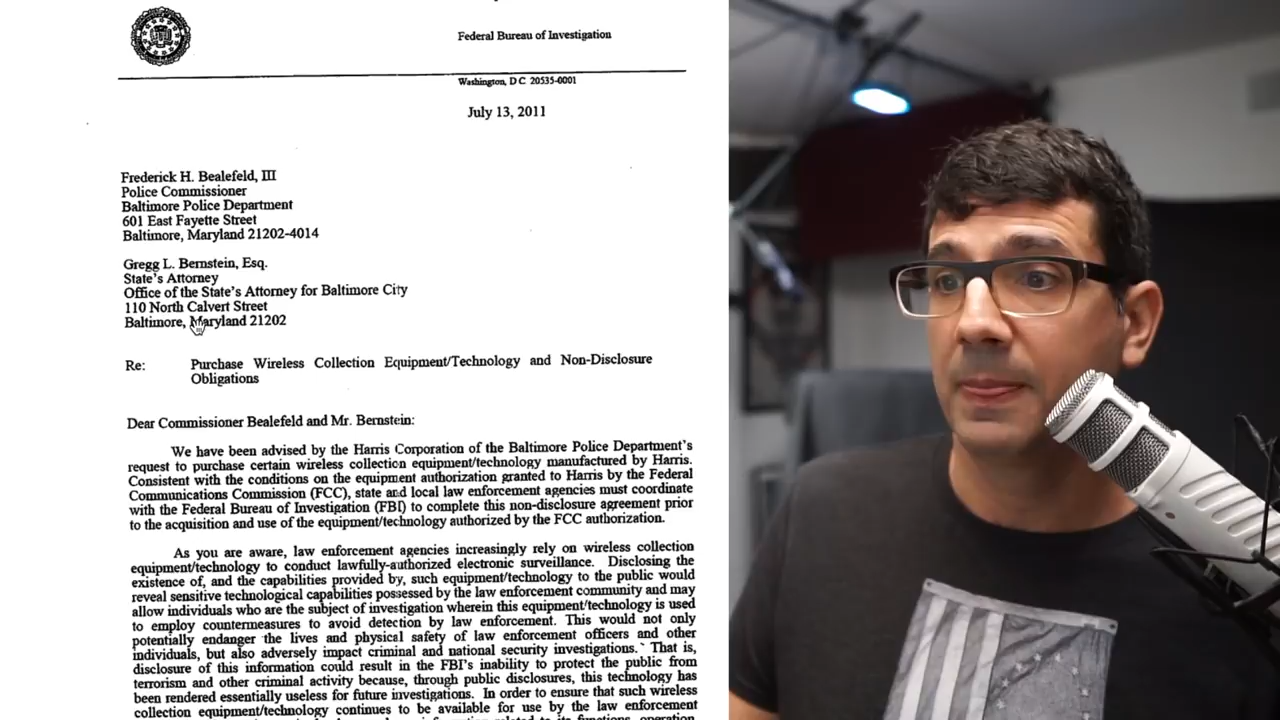 Federal Bureau of Investigation
Washington, D C 20535-0001
July 13, 2011
Frederick H. Bealefeld, III
Police Commissioner
Baltimore Police Department
601 East Fayette Street
Baltimore, Maryland 21202-4014
Gregg L. Bernstein, Esq.
State's Attorney
Office of the State's Attorney for Baltimore City
110 North Calvert Street
Baltimore, Maryland 21202
Re: Purchase Wireless Collection Equipment/Technology and Non-Disclosure
Obligations
Dear Commissioner Bealefeld and Mr. Bernstein:
We have been advised by the Harris Corporation of the Baltimore Police Department's
request to purchase certain wireless collection equipment/technology manufactured by Harris.
Consistent with the conditions on the equipment authorization granted to Harris by the Federal
Communications Commission (FCC), state and local law enforcement agencies must coordinate
with the Federal Bureau of Investigation (FBI) to complete this non-disclosure agreement prior
to the acquisition and use of the equipment/technology authorized by the FCC authorization.
As you are aware, law enforcement agencies increasingly rely on wireless collection
equipment/technology to conduct lawfully-authorized electronic surveillance. Disclosing the
existence of, and the capabilities provided by, such equipment/technology to the public would
reveal sensitive technological capabilities possessed by the law enforcement community and may
allow individuals who are the subject of investigation wherein this equipment/technology is used
to employ countermeasures to avoid detection by law enforcement. This would not only
potentially endanger the lives and physical safety of law enforcement officers and other
individuals, but also adversely impact criminal and national security investigations. That is,
disclosure of this information could result in the FBI's inability to protect the public from
terrorism and other criminal activity because, through public disclosures, this technology has
been rendered essentially useless for future investigations. In order to ensure that such wireless
collection equipment/technology continues to be available for use by the law enforcement